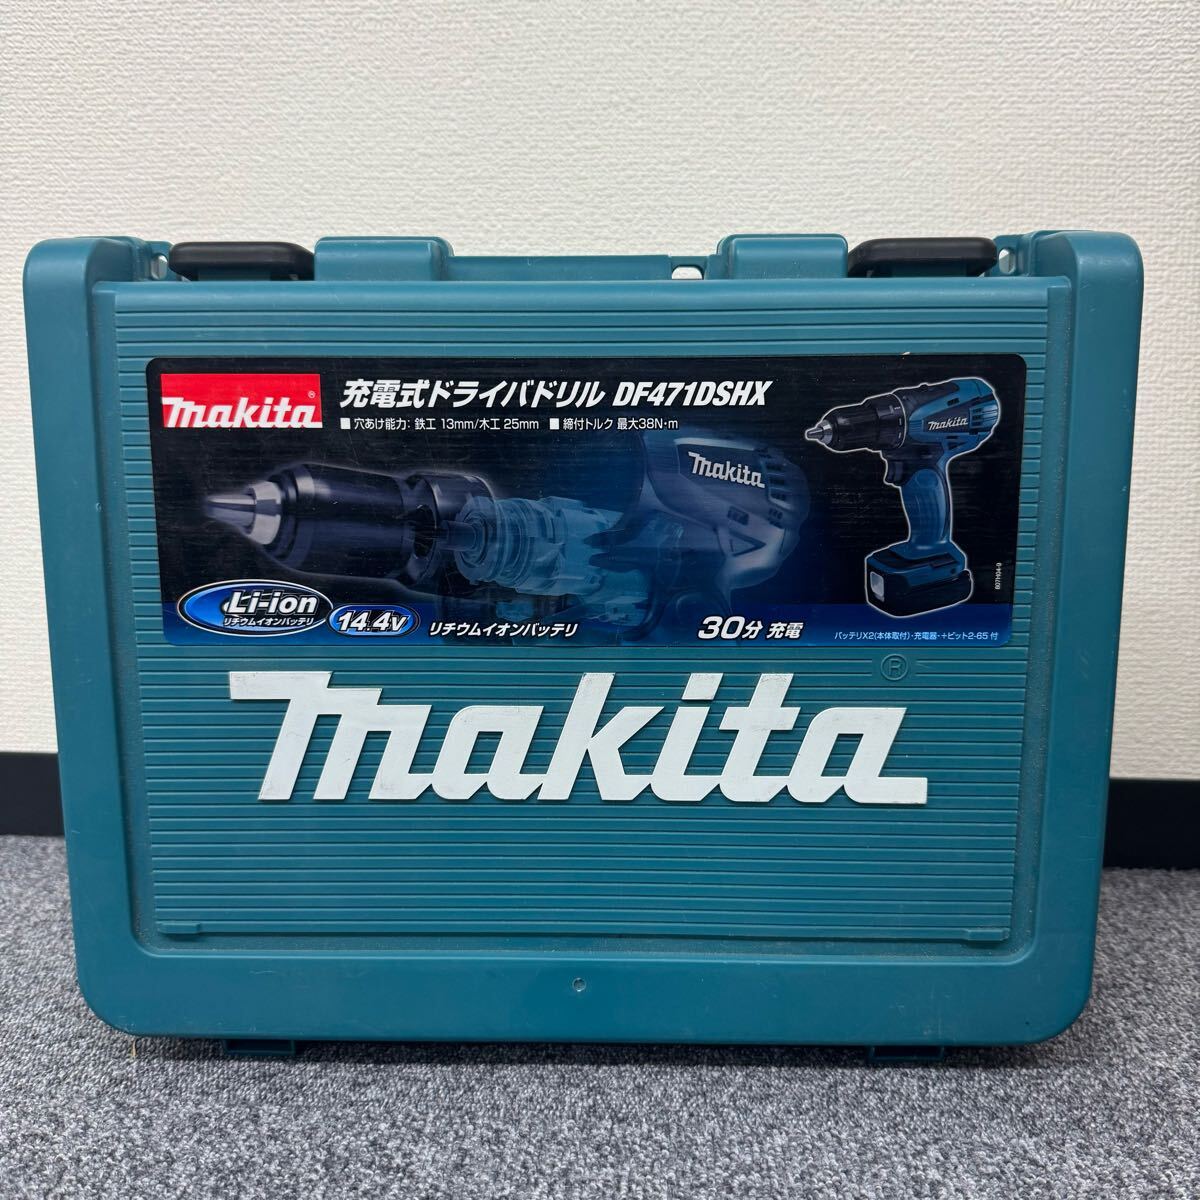 makita®
充電式ドライバドリル DF471DSHX
■ 穴あけ能力: 鉄工 13mm/木工 25mm ■ 締付トルク 最大38N·m
makita
makita
Li-ion
リチウムイオンバッテリ
14.4v
リチウムイオンバッテリ
30分 充電
バッテリX2(本体取付)・充電器・+ビット2-65 付
807H04-9
makita®